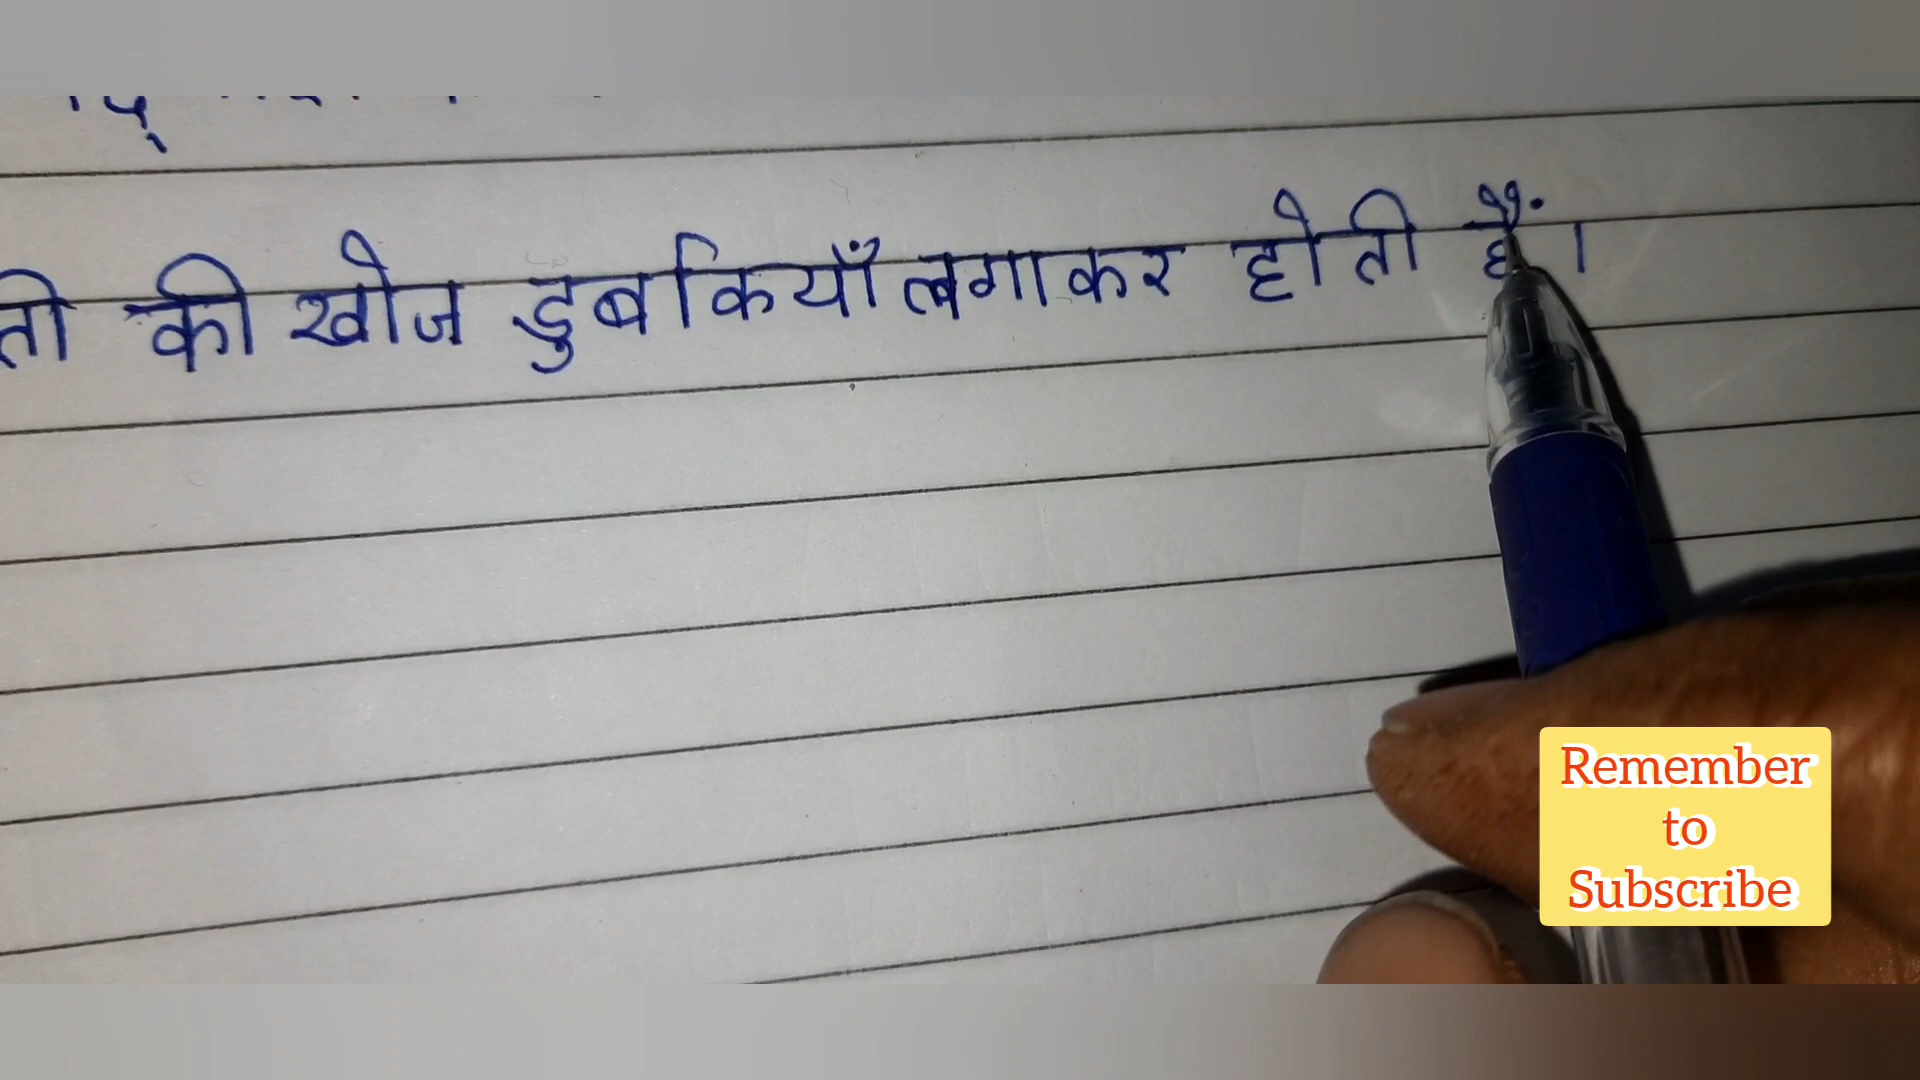 ती की खोज डुबकियाँ लगाकर होती हैं।
Remember
to
Subscribe